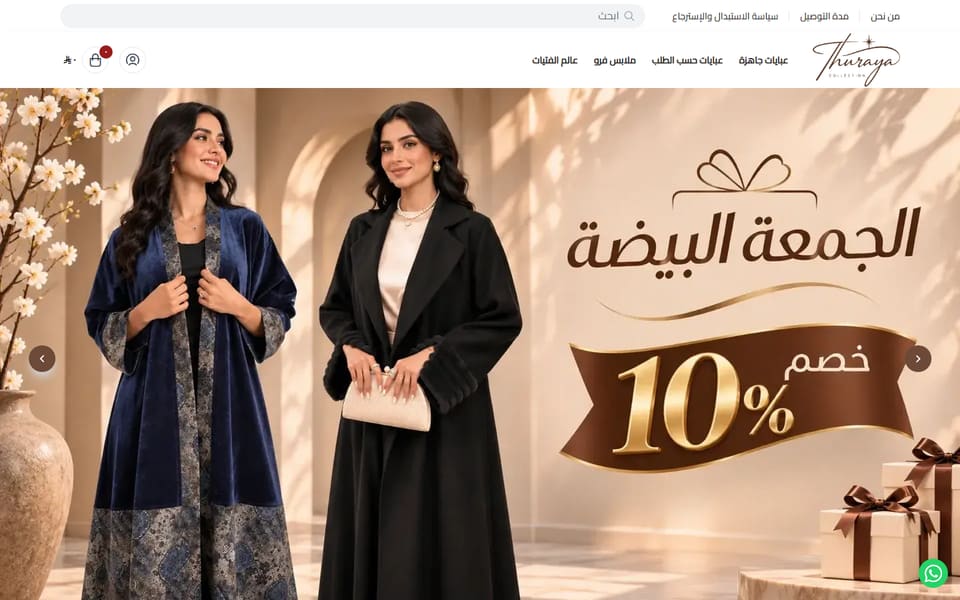 من نحن
مدة التوصيل
سياسة الاستبدال والإسترجاع
ابحث
Thuraya
COLLECTION
عبايات جاهزة
عبايات حسب الطلب
ملابس فرو
عالم الفتيات
الجمعة البيضة
خصم
10%